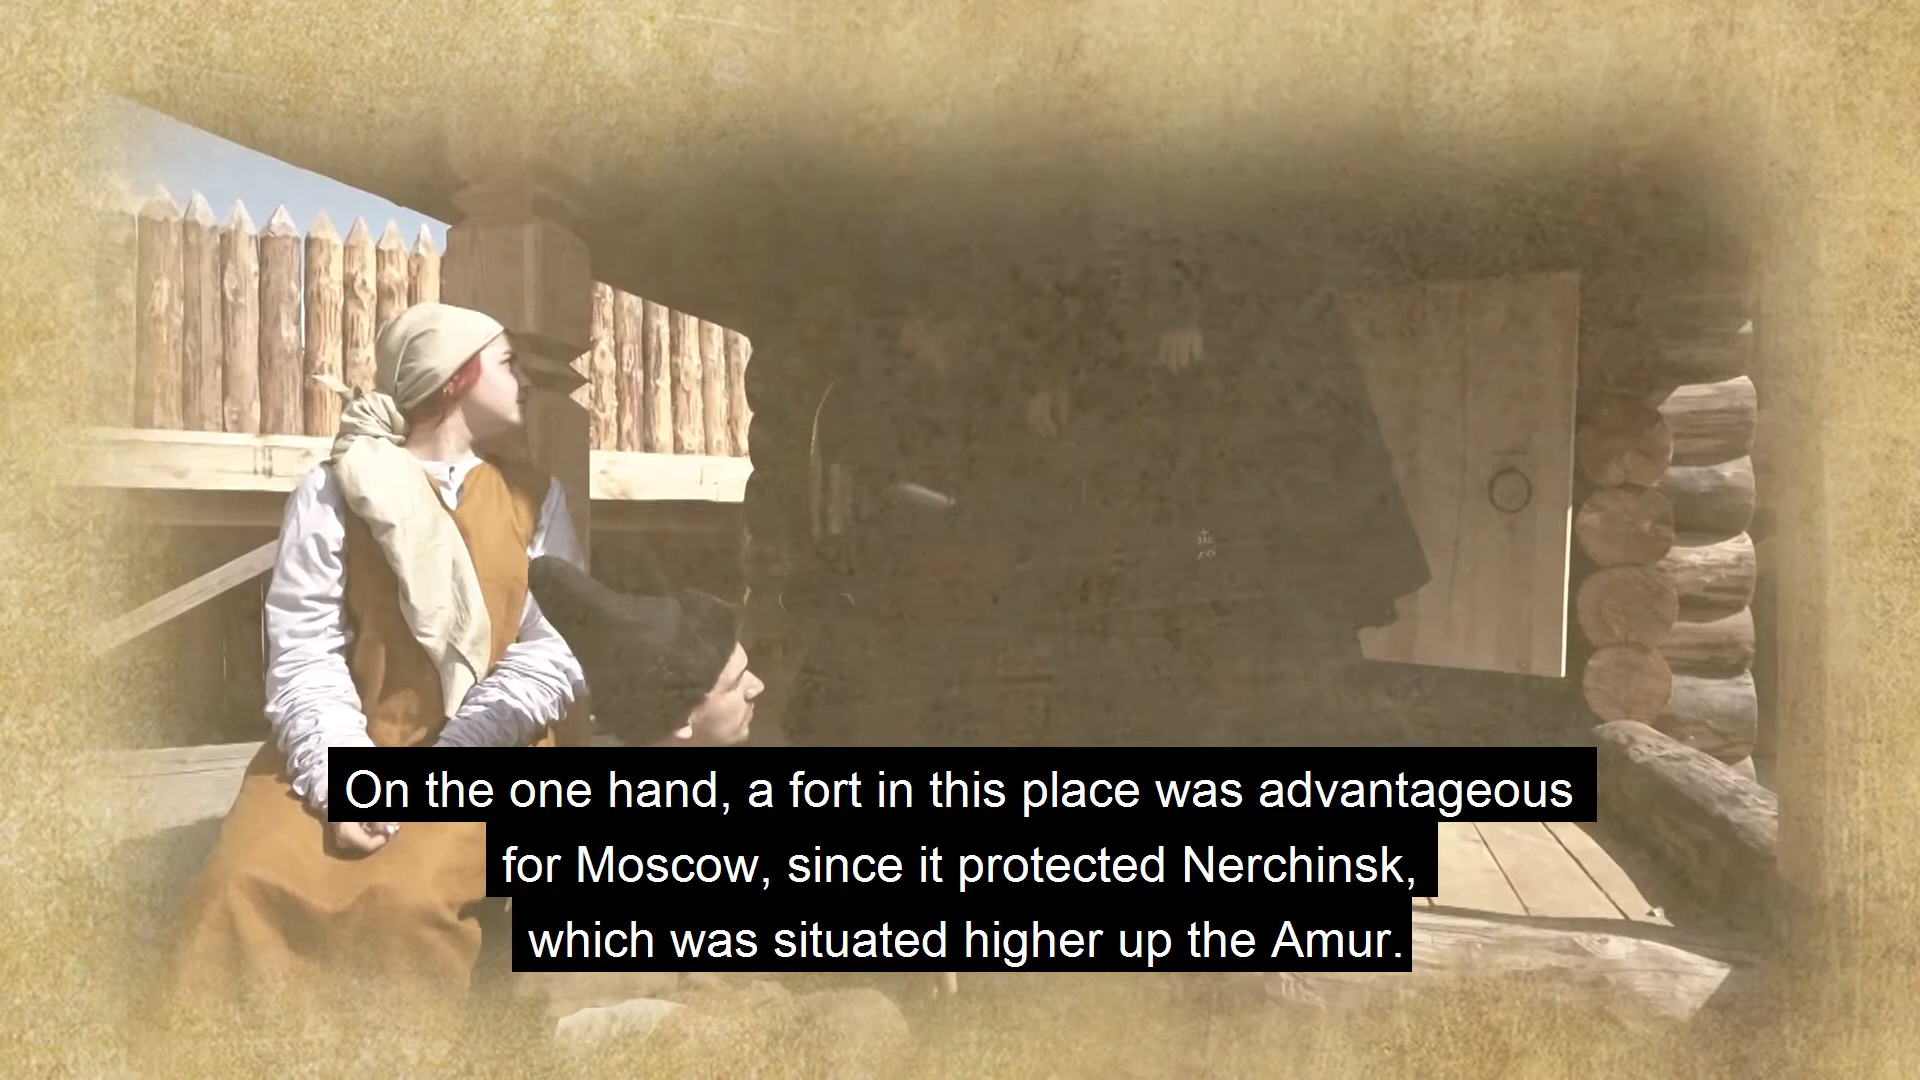 On the one hand, a fort in this place was advantageous
for Moscow, since it protected Nerchinsk,
which was situated higher up the Amur.